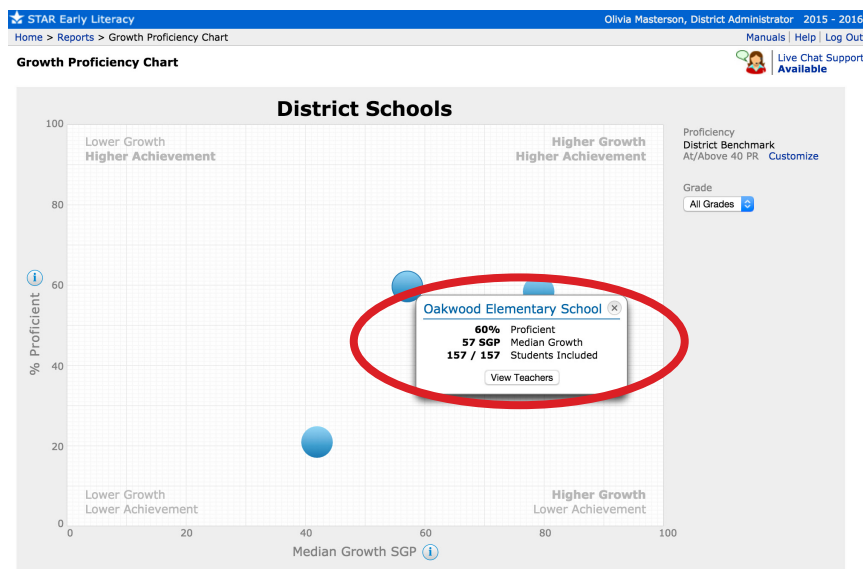 STAR Early Literacy
Olivia Masterson, District Administrator 2015 - 2016
Home > Reports > Growth Proficiency Chart
Manuals | Help | Log Out
Growth Proficiency Chart
Live Chat Support
Available
District Schools
100
80
60
40
20
0
% Proficient i
Lower Growth
Higher Achievement
Higher Growth
Higher Achievement
Proficiency
District Benchmark
At/Above 40 PR Customize
Grade
All Grades
Oakwood Elementary School ×
60% Proficient
57 SGP Median Growth
157 / 157 Students Included
View Teachers
Lower Growth
Lower Achievement
Higher Growth
Lower Achievement
0 20 40 60 80 100
Median Growth SGP i